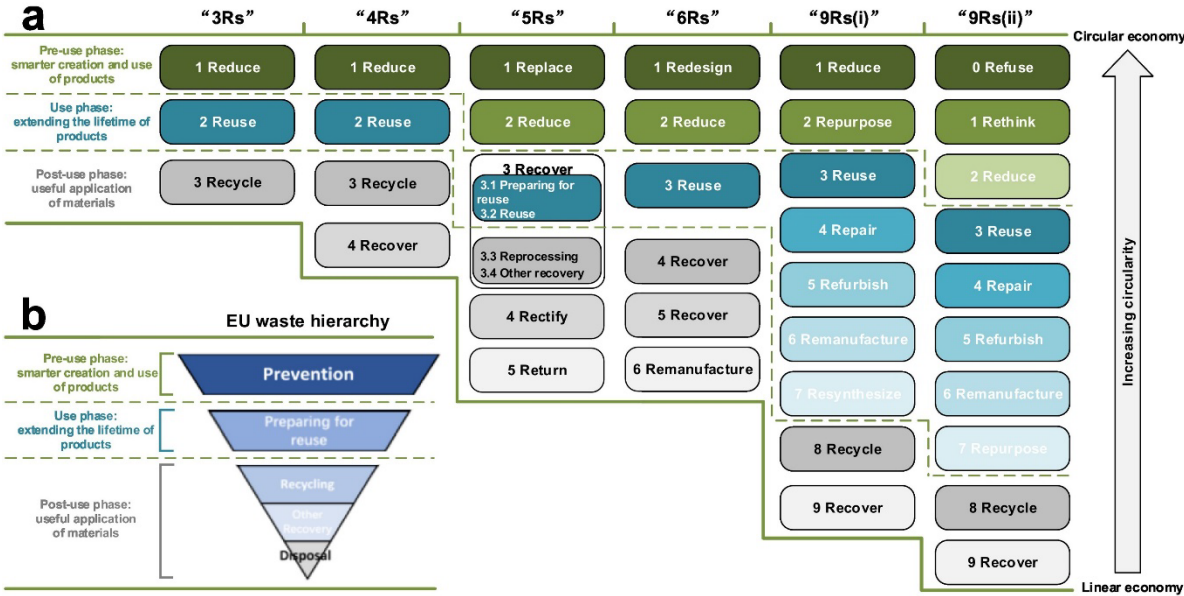 a
"3Rs"
"4Rs"
"5Rs"
"6Rs"
"9Rs(i)"
"9Rs(ii)"
Circular economy
Pre-use phase:
smarter creation and use
of products
1 Reduce
1 Reduce
1 Replace
1 Redesign
1 Reduce
0 Refuse
Use phase:
extending the lifetime of
products
2 Reuse
2 Reuse
2 Reduce
2 Reduce
2 Repurpose
1 Rethink
Post-use phase:
useful application
of materials
3 Recycle
3 Recycle
3 Recover
3.1 Preparing for
reuse
3.2 Reuse
3 Reuse
3 Reuse
2 Reduce
4 Recover
3.3 Reprocessing
3.4 Other recovery
4 Recover
4 Repair
3 Reuse
5 Refurbish
4 Repair
4 Rectify
5 Recover
6 Remanufacture
5 Refurbish
5 Return
6 Remanufacture
7 Resynthesize
6 Remanufacture
8 Recycle
7 Repurpose
9 Recover
8 Recycle
9 Recover
Increasing circularity
Linear economy
b
EU waste hierarchy
Pre-use phase:
smarter creation and use
of products
Prevention
Use phase:
extending the lifetime of
products
Preparing for
reuse
Post-use phase:
useful application
of materials
Recycling
Other
Recovery
Disposal